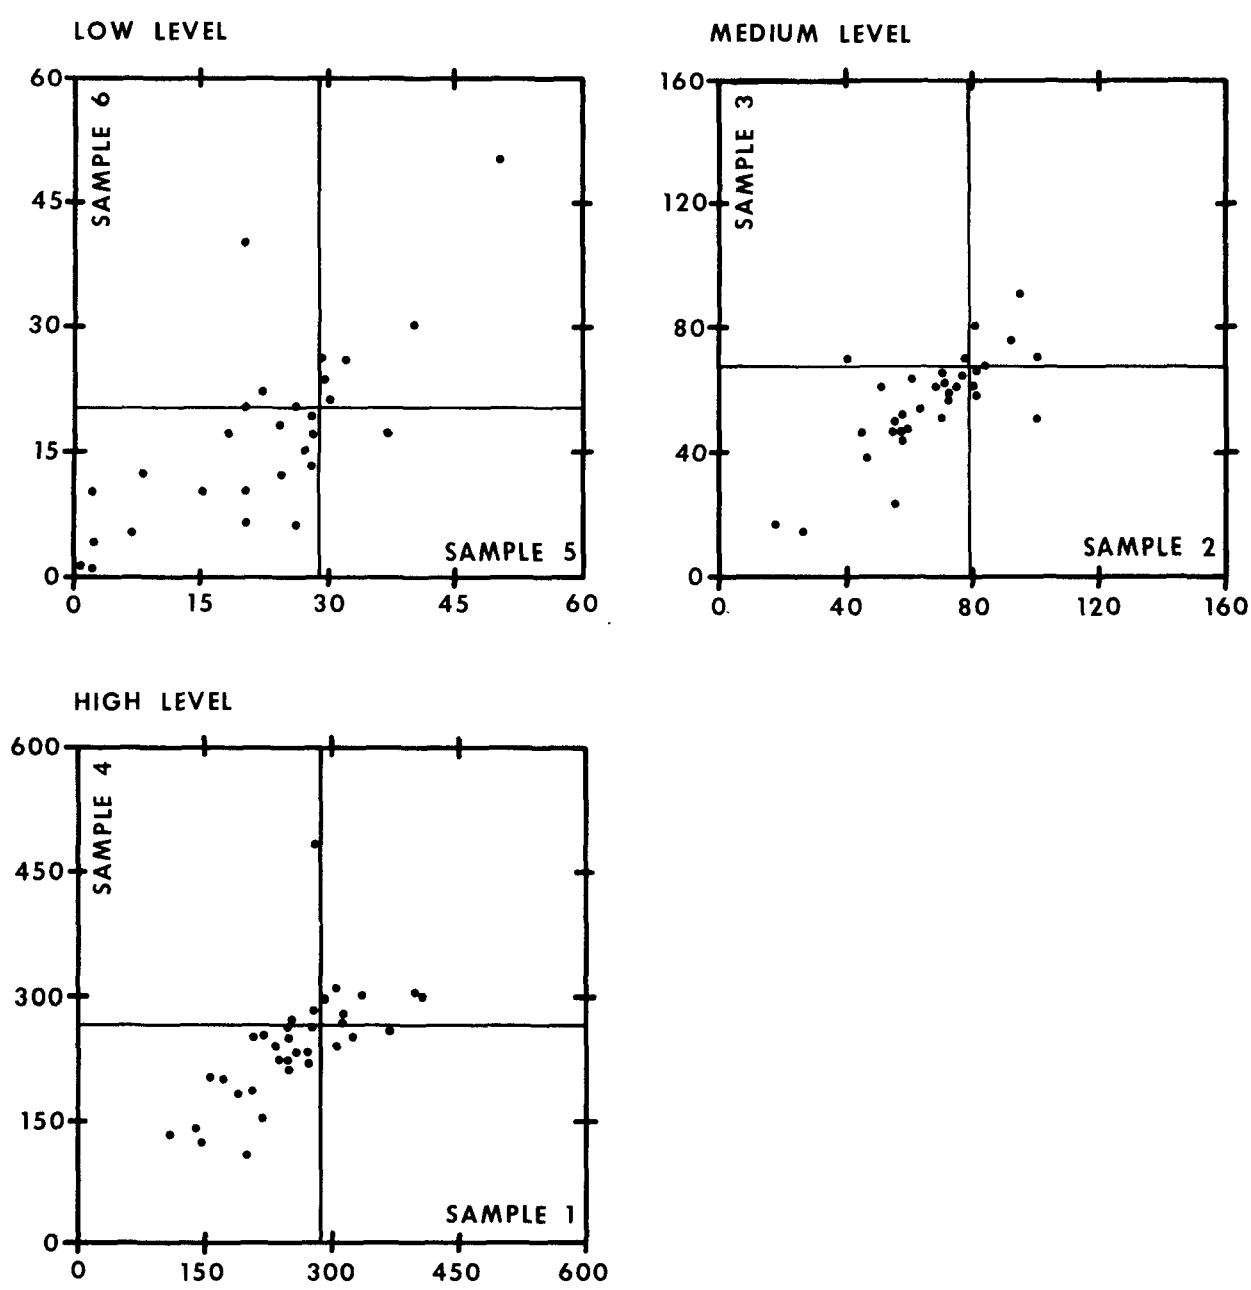 LOW LEVEL
60
45
30
15
0
SAMPLE 6
SAMPLE 5
0 15 30 45 60
MEDIUM LEVEL
160
120
80
40
0
SAMPLE 3
SAMPLE 2
0 40 80 120 160
HIGH LEVEL
600
450
300
150
0
SAMPLE 4
SAMPLE 1
0 150 300 450 600